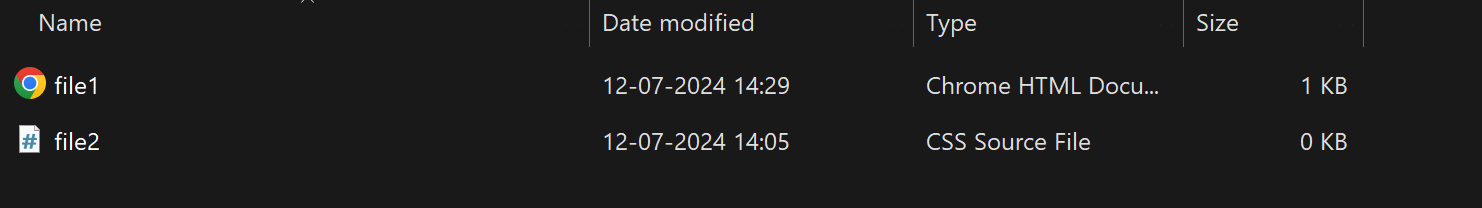 Name Date modified Type Size
file1 12-07-2024 14:29 Chrome HTML Docu... 1 KB
# file2 12-07-2024 14:05 CSS Source File 0 KB